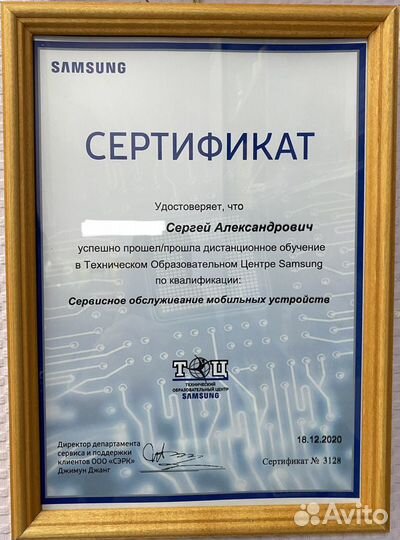 SAMSUNG
СЕРТИФИКАТ
Удостоверяет, что
Сергей Александрович
успешно прошел/прошла дистанционное обучение
в Техническом Образовательном Центре Samsung
по квалификации:
Сервисное обслуживание мобильных устройств
ТОЦ
ТЕХНИЧЕСКИЙ
ОБРАЗОВАТЕЛЬНЫЙ ЦЕНТР
SAMSUNG
Директор департамента
сервиса и поддержки
клиентов ООО «СЭРК»
Джимун Джанг
18.12.2020
Сертификат № 3128
Avito